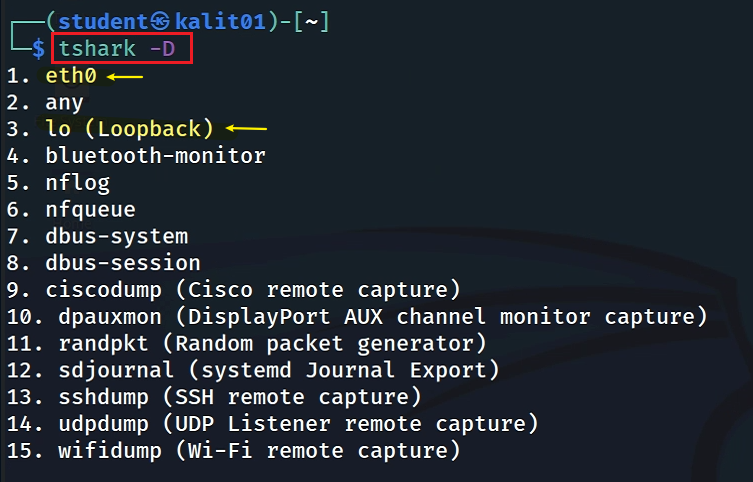 ┌──(student㉿kalit01)-[~]
└─$ tshark -D
1. eth0
2. any
3. lo (Loopback)
4. bluetooth-monitor
5. nflog
6. nfqueue
7. dbus-system
8. dbus-session
9. ciscodump (Cisco remote capture)
10. dpauxmon (DisplayPort AUX channel monitor capture)
11. randpkt (Random packet generator)
12. sdjournal (systemd Journal Export)
13. sshdump (SSH remote capture)
14. udpdump (UDP Listener remote capture)
15. wifidump (Wi-Fi remote capture)